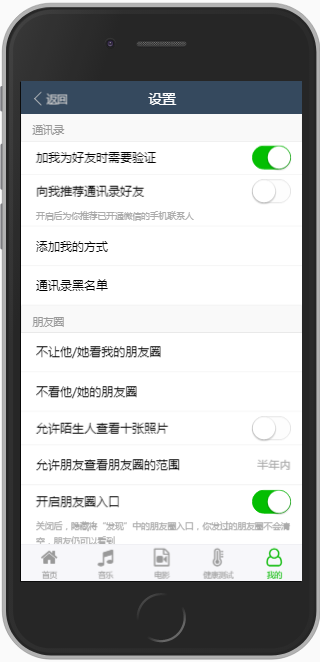 返回
设置
通讯录
加我为好友时需要验证
向我推荐通讯录好友
开启后为你推荐已开通微信的手机联系人
添加我的方式
通讯录黑名单
朋友圈
不让他/她看我的朋友圈
不看他/她的朋友圈
允许陌生人查看十张照片
允许朋友查看朋友圈的范围 半年内
开启朋友圈入口
关闭后，隐藏将“发现”中的朋友圈入口，你发过的朋友圈不会清
空，朋友仍可以看到
首页 音乐 电影 健康测试 我的